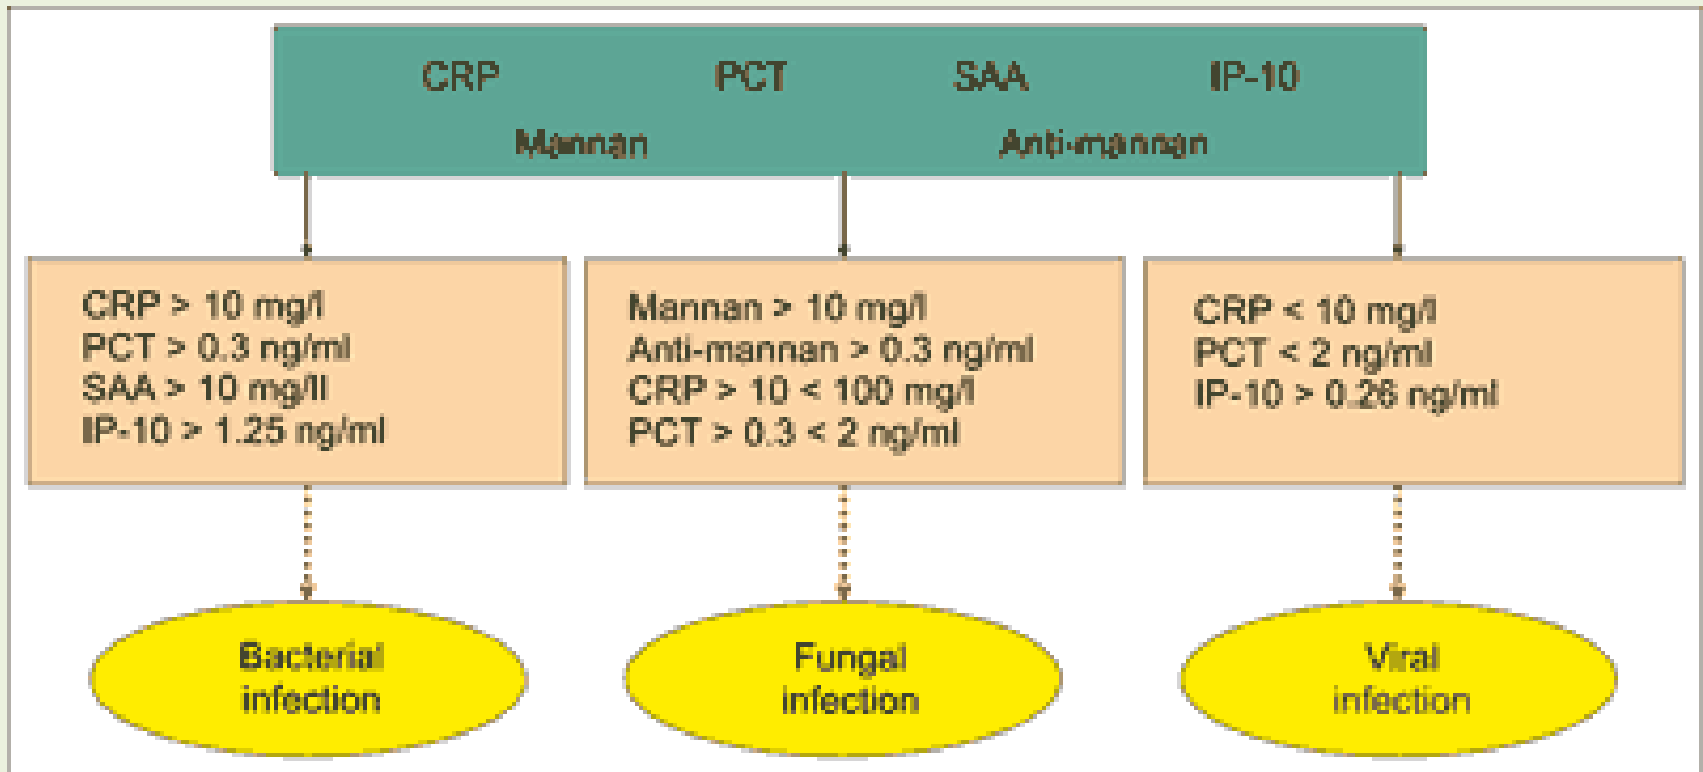 CRP PCT SAA IP-10
Mannan Anti-mannan
CRP > 10 mg/l
PCT > 0.3 ng/ml
SAA > 10 mg/ll
IP-10 > 1.25 ng/ml
Mannan > 10 mg/l
Anti-mannan > 0.3 ng/ml
CRP > 10 < 100 mg/l
PCT > 0.3 < 2 ng/ml
CRP < 10 mg/l
PCT < 2 ng/ml
IP-10 > 0.26 ng/ml
Bacterial
infection
Fungal
infection
Viral
infection